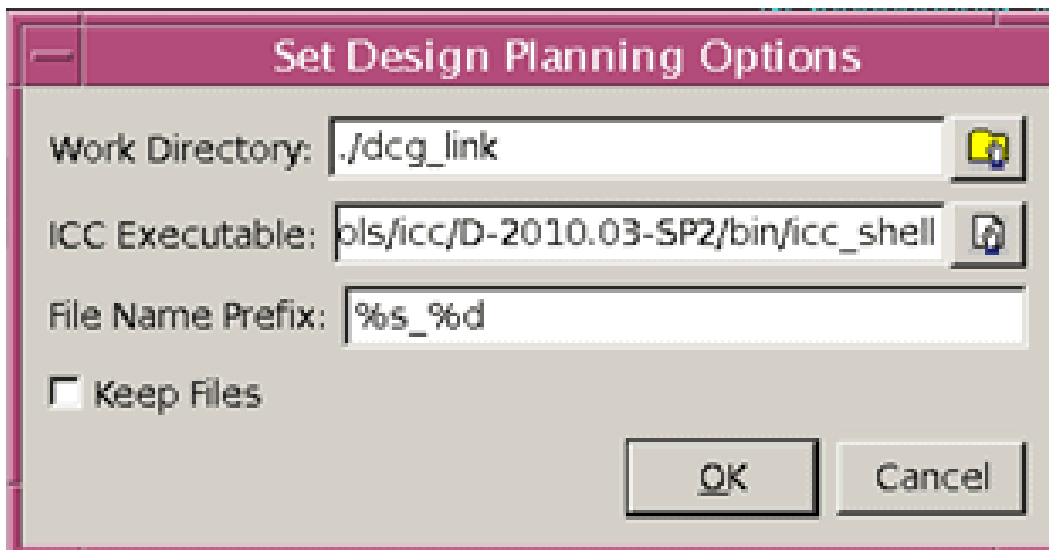 Set Design Planning Options
Work Directory: ./dcg_link
ICC Executable: ols/icc/D-2010.03-SP2/bin/icc_shell
File Name Prefix: %s_%d
Keep Files
OK Cancel